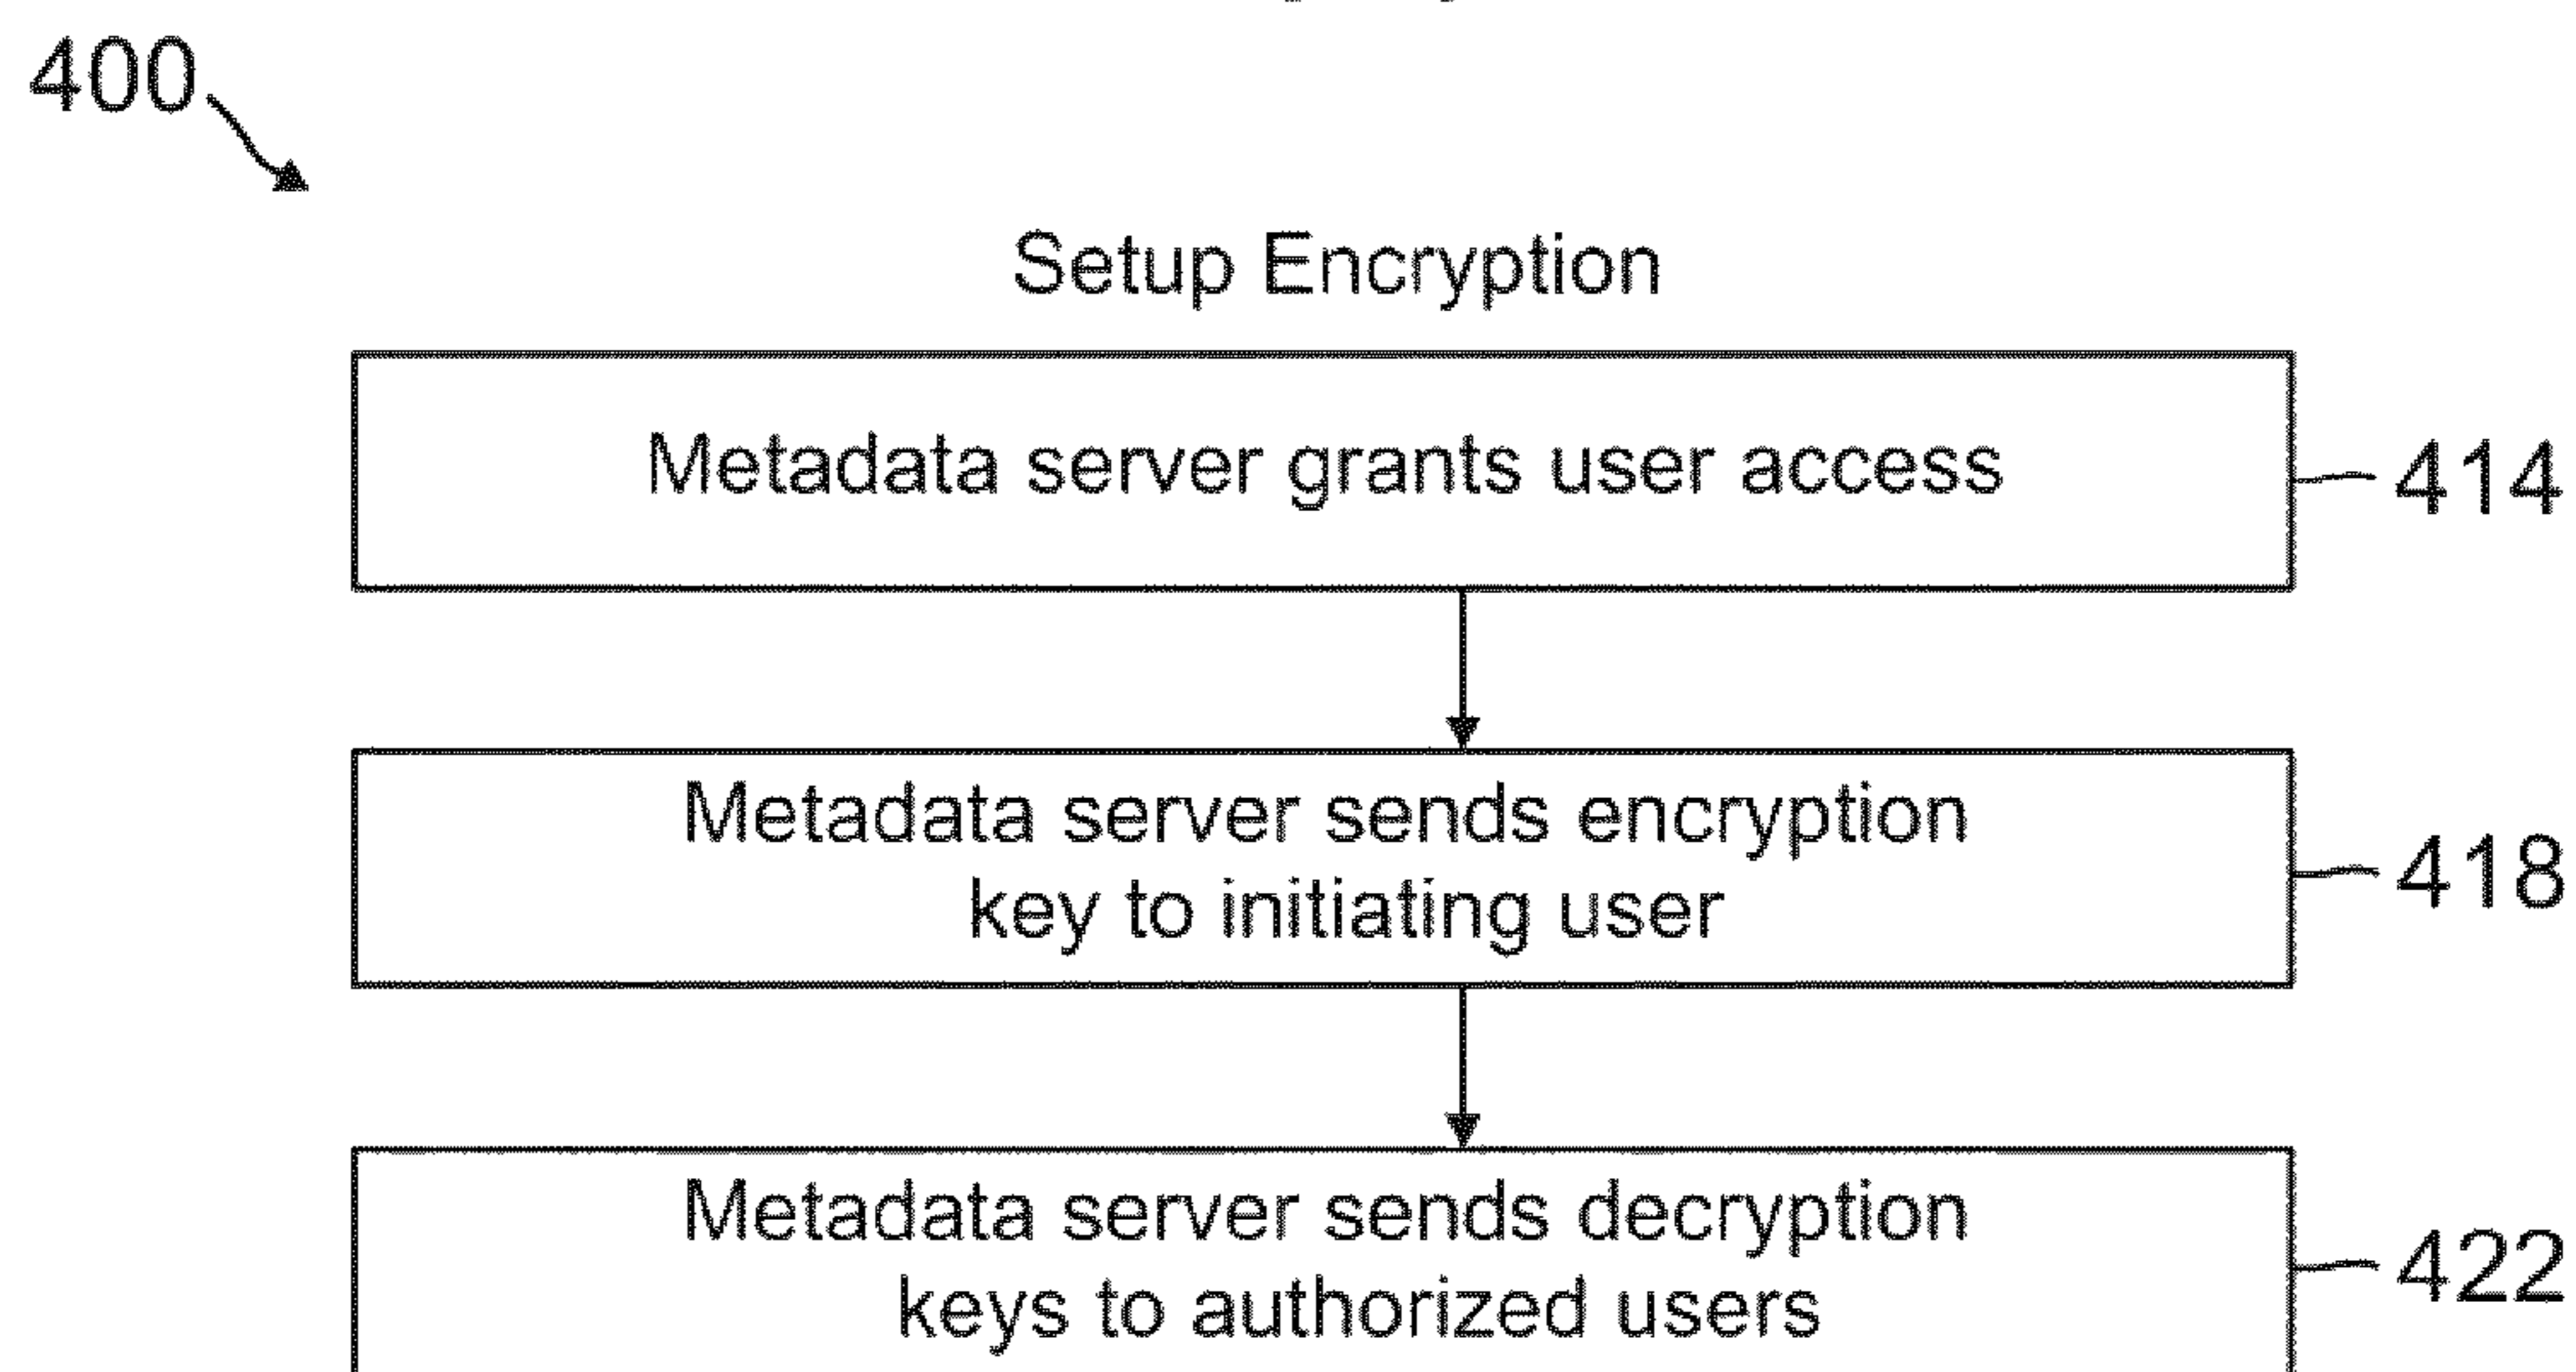 400
Setup Encryption
Metadata server grants user access
414
Metadata server sends encryption
key to initiating user
418
Metadata server sends decryption
keys to authorized users
422